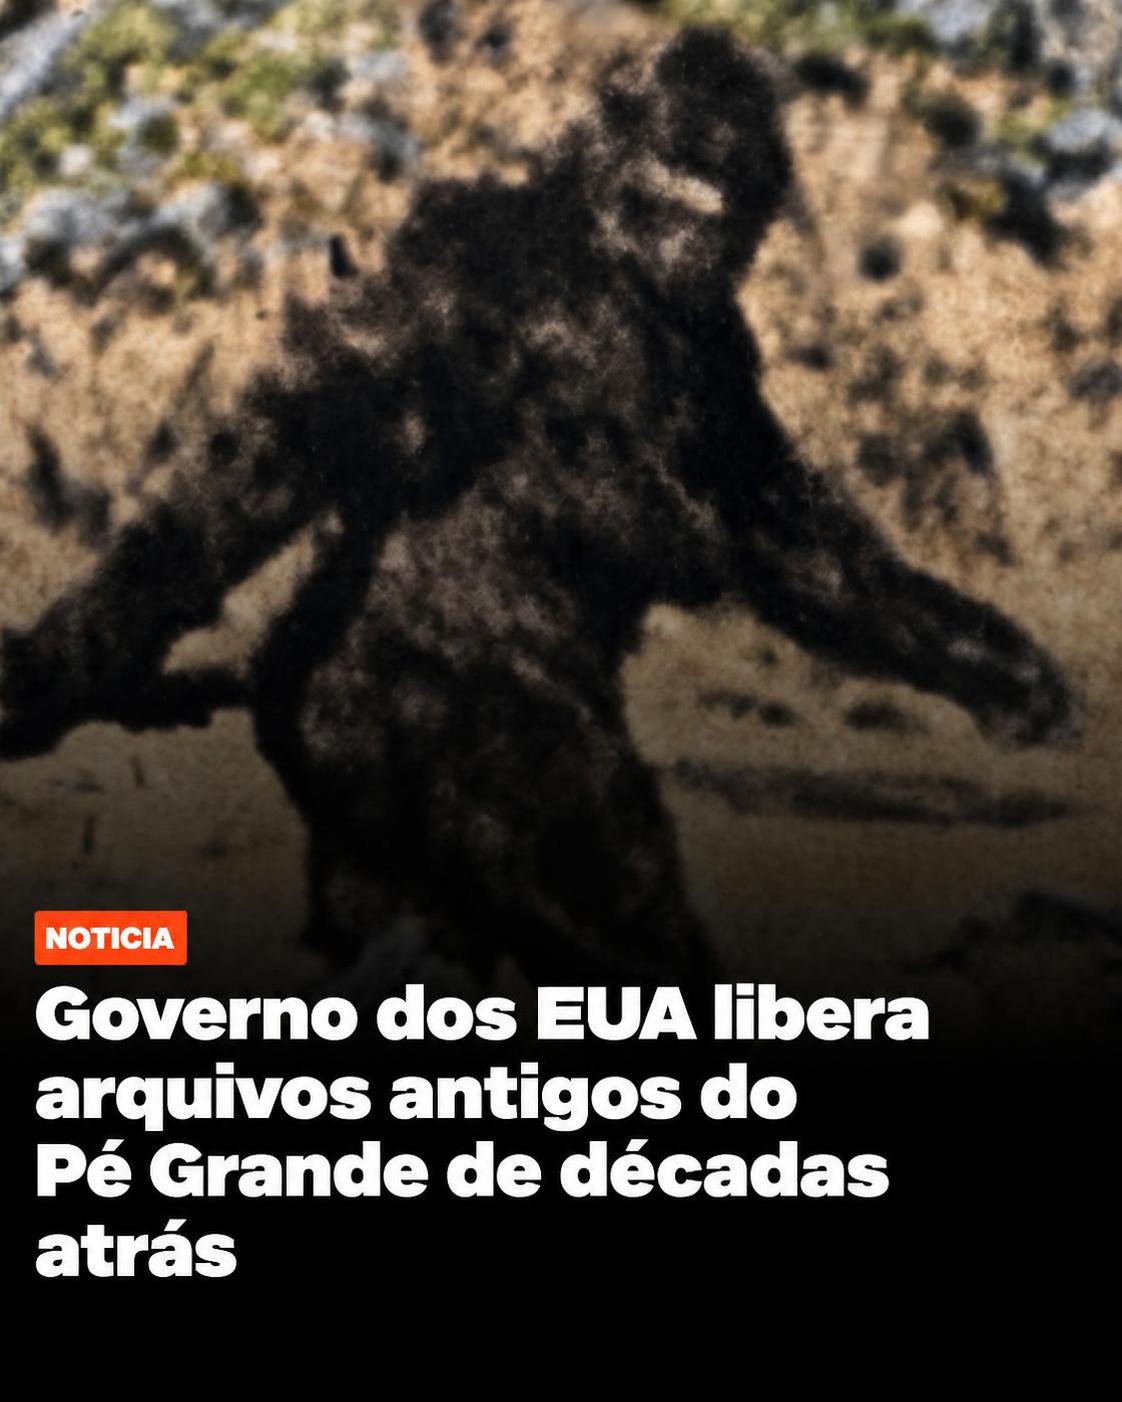 NOTICIA
Governo dos EUA libera
arquivos antigos do
Pé Grande de décadas
atrás